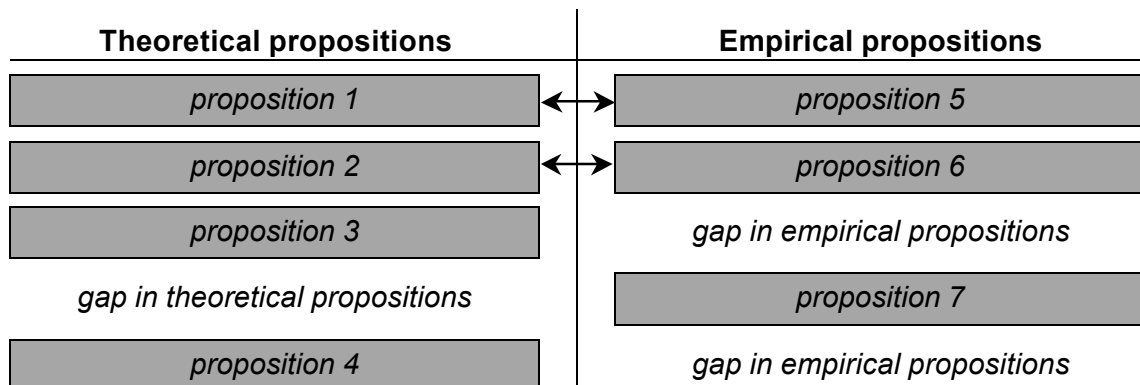 Theoretical propositions
Empirical propositions
proposition 1
proposition 5
proposition 2
proposition 6
proposition 3
gap in empirical propositions
gap in theoretical propositions
proposition 7
proposition 4
gap in empirical propositions